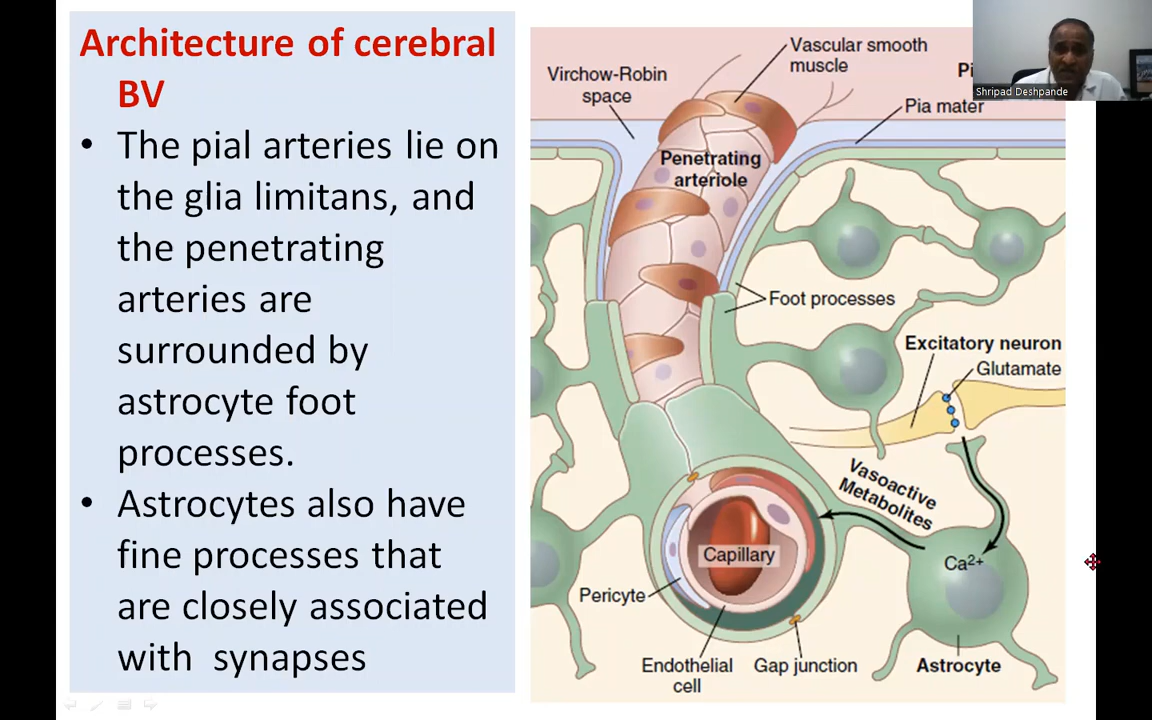 Architecture of cerebral
BV
• The pial arteries lie on
the glia limitans, and
the penetrating
arteries are
surrounded by
astrocyte foot
processes.
• Astrocytes also have
fine processes that
are closely associated
with synapses
Vascular smooth
muscle
Virchow-Robin
space
Shripad Deshpande
Pia mater
Penetrating
arteriole
Foot processes
Excitatory neuron
Glutamate
Vasoactive
Metabolites
Capillary
Ca2+
Pericyte
Endothelial
cell
Gap junction
Astrocyte